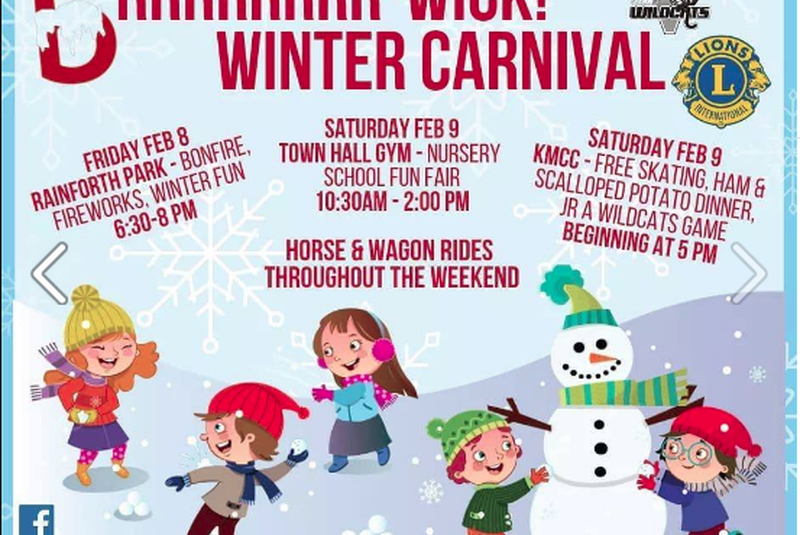 BRRRRRRR-WICK!
WINTER CARNIVAL
WILDCATS
LIONS
L
INTERNATIONAL
FRIDAY FEB 8
RAINFORTH PARK - BONFIRE,
FIREWORKS, WINTER FUN
6:30-8 PM
SATURDAY FEB 9
TOWN HALL GYM - NURSERY
SCHOOL FUN FAIR
10:30AM - 2:00 PM
SATURDAY FEB 9
KMCC - FREE SKATING, HAM &
SCALLOPED POTATO DINNER,
JR A WILDCATS GAME
BEGINNING AT 5 PM
HORSE & WAGON RIDES
THROUGHOUT THE WEEKEND
f